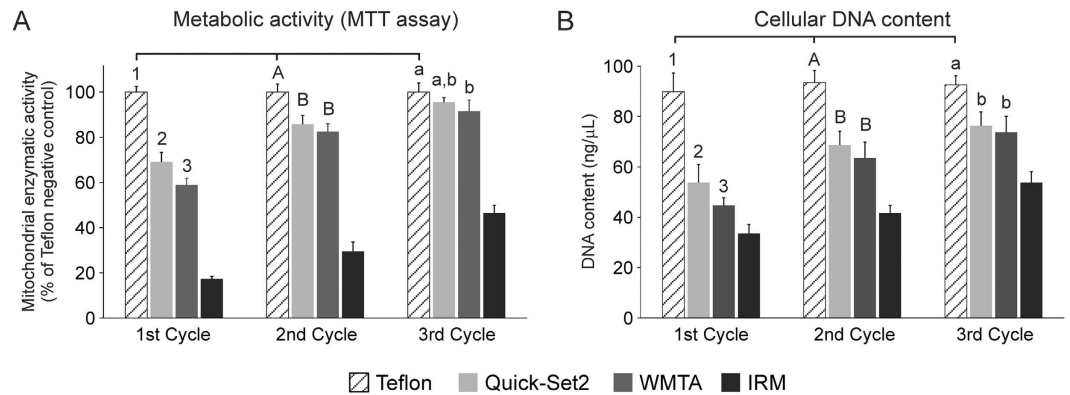 A
Metabolic activity (MTT assay)
Mitochondrial enzymatic activity
(% of Teflon negative control)
100
80
60
40
20
0
1
2
3
A
B
B
a
a,b
b
1st Cycle
2nd Cycle
3rd Cycle
B
Cellular DNA content
DNA content (ng/µL)
100
80
60
40
20
0
1
2
3
A
B
B
a
b
b
1st Cycle
2nd Cycle
3rd Cycle
Teflon
Quick-Set2
WMTA
IRM